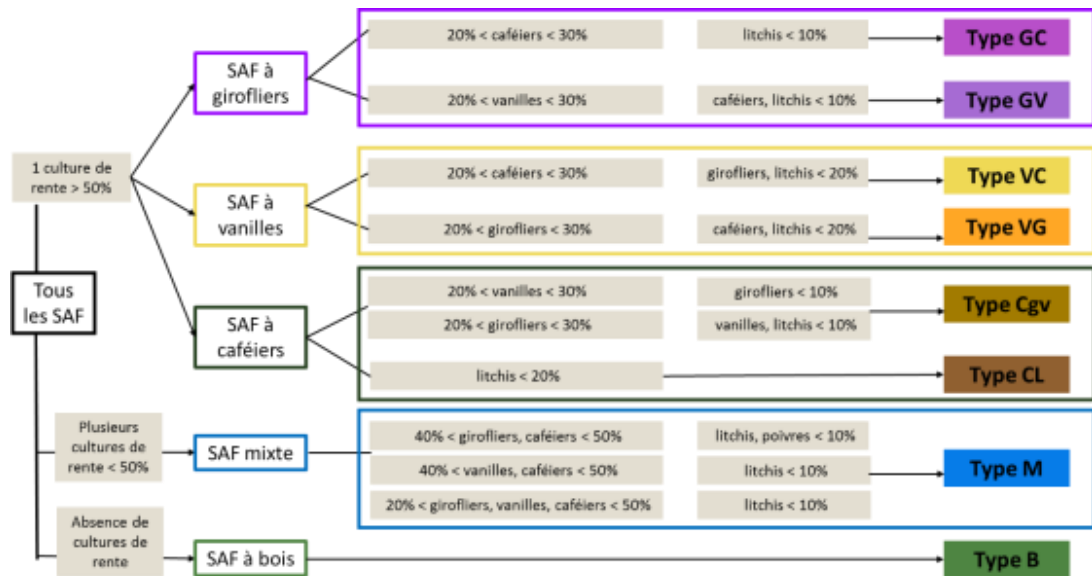 20% < caféiers < 30%
litchis < 10%
Type GC
SAF à
girofliers
20% < vanilles < 30%
caféiers, litchis < 10%
Type GV
1 culture de
rente > 50%
20% < caféiers < 30%
girofliers, litchis < 20%
Type VC
SAF à
vanilles
20% < girofliers < 30%
caféiers, litchis < 20%
Type VG
Tous
les SAF
20% < vanilles < 30%
girofliers < 10%
Type Cgv
SAF à
caféiers
20% < girofliers < 30%
vanilles, litchis < 10%
litchis < 20%
Type CL
Plusieurs
cultures de
rente < 50%
SAF mixte
40% < girofliers, caféiers < 50%
litchis, poivres < 10%
40% < vanilles, caféiers < 50%
litchis < 10%
Type M
20% < girofliers, vanilles, caféiers < 50%
litchis < 10%
Absence de
cultures de
rente
SAF à bois
Type B